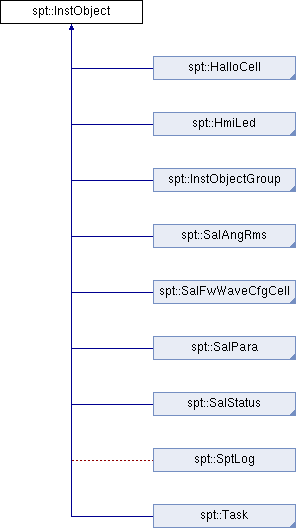 spt::InstObject
spt::HalloCell
spt::HmiLed
spt::InstObjectGroup
spt::SalAngRms
spt::SalFwWaveCfgCell
spt::SalPara
spt::SalStatus
spt::SptLog
spt::Task